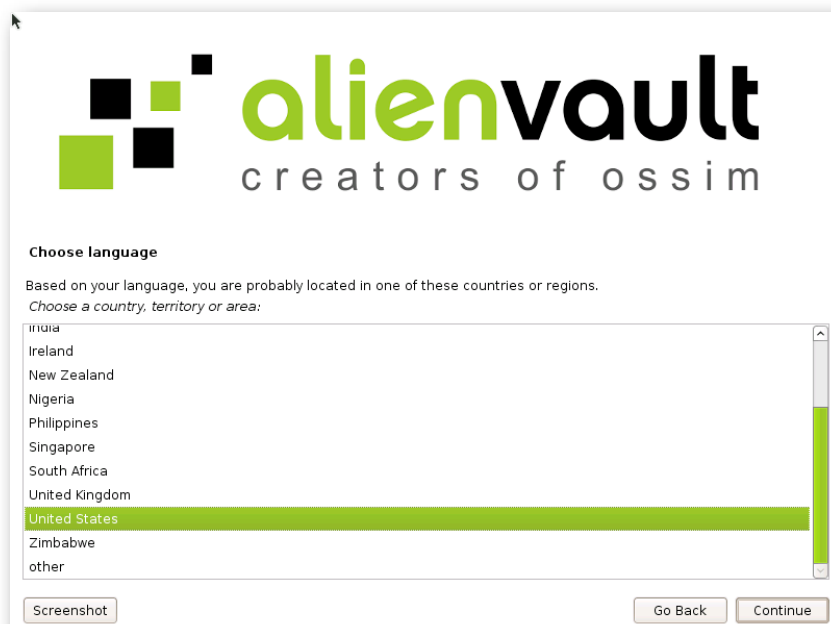 alienvault
creators of ossim
Choose language
Based on your language, you are probably located in one of these countries or regions.
Choose a country, territory or area:
India
Ireland
New Zealand
Nigeria
Philippines
Singapore
South Africa
United Kingdom
United States
Zimbabwe
other
Screenshot
Go Back
Continue